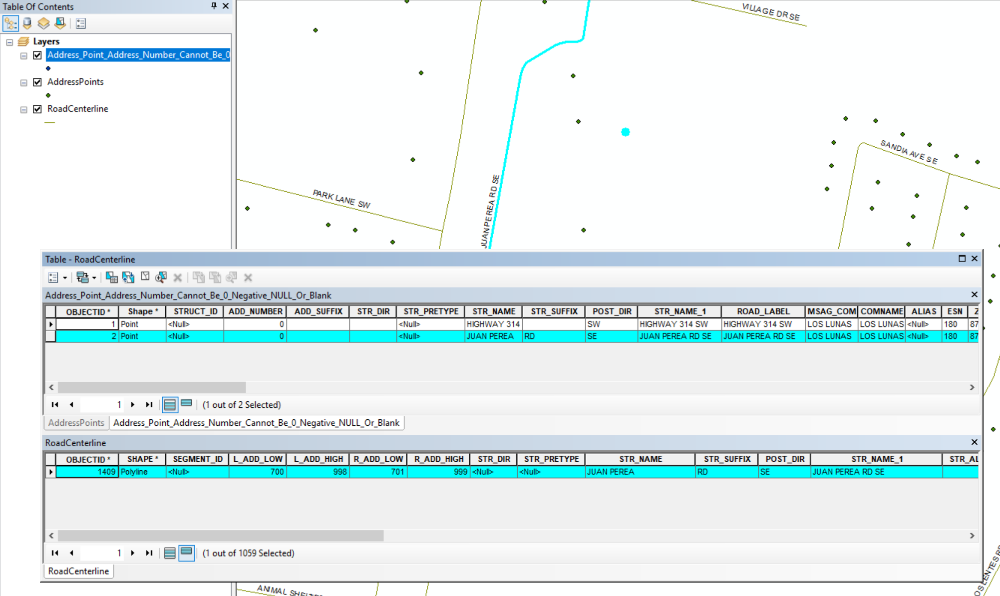 Table Of Contents
Layers
Address_Point_Address_Number_Cannot_Be_0
AddressPoints
RoadCenterline
VILLAGE DR SE
SANDIA AVE SE
PARK LANE SW
JUAN PEREA RD SE
Table - RoadCenterline
Address_Point_Address_Number_Cannot_Be_0_Negative_NULL_Or_Blank
OBJECTID * Shape * STRUCT_ID ADD_NUMBER ADD_SUFFIX STR_DIR STR_PRETYPE STR_NAME STR_SUFFIX POST_DIR STR_NAME_1 ROAD_LABEL MSAG_COM COMNAME ALIAS ESN Z
1 Point <Null> 0 <Null> HIGHWAY 314 SW HIGHWAY 314 SW HIGHWAY 314 SW LOS LUNAS LOS LUNAS <Null> 180 87
2 Point <Null> 0 <Null> JUAN PEREA RD SE JUAN PEREA RD SE JUAN PEREA RD SE LOS LUNAS LOS LUNAS <Null> 180 87
1 (1 out of 2 Selected)
AddressPoints Address_Point_Address_Number_Cannot_Be_0_Negative_NULL_Or_Blank
RoadCenterline
OBJECTID * SHAPE * SEGMENT_ID L_ADD_LOW L_ADD_HIGH R_ADD_LOW R_ADD_HIGH STR_DIR STR_PRETYPE STR_NAME STR_SUFFIX POST_DIR STR_NAME_1 STR_AL
1409 Polyline <Null> 700 998 701 999 <Null> <Null> JUAN PEREA RD SE JUAN PEREA RD SE
1 (1 out of 1059 Selected)
RoadCenterline
ANIMAL